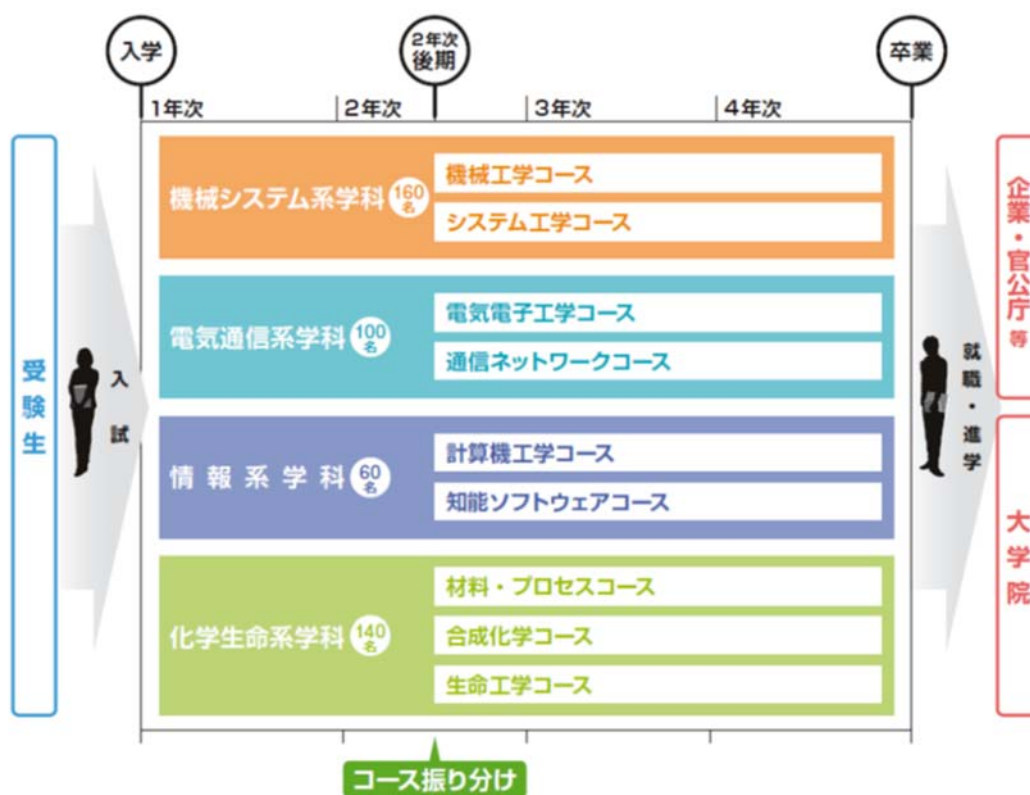 入学
2年次
後期
卒業
1年次
2年次
3年次
4年次
受験生
入試
機械システム系学科 160名
機械工学コース
システム工学コース
電気通信系学科 100名
電気電子工学コース
通信ネットワークコース
情報系学科 60名
計算機工学コース
知能ソフトウェアコース
化学生命系学科 140名
材料・プロセスコース
合成化学コース
生命工学コース
就職・進学
企業・官公庁等
大学院
コース振り分け